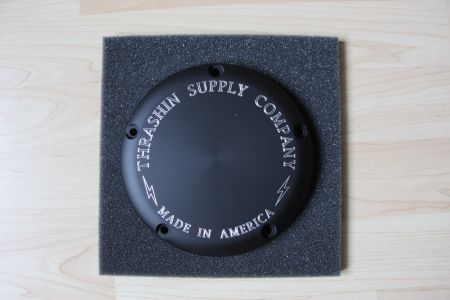 THRASHIN SUPPLY COMPANY
MADE IN AMERICA